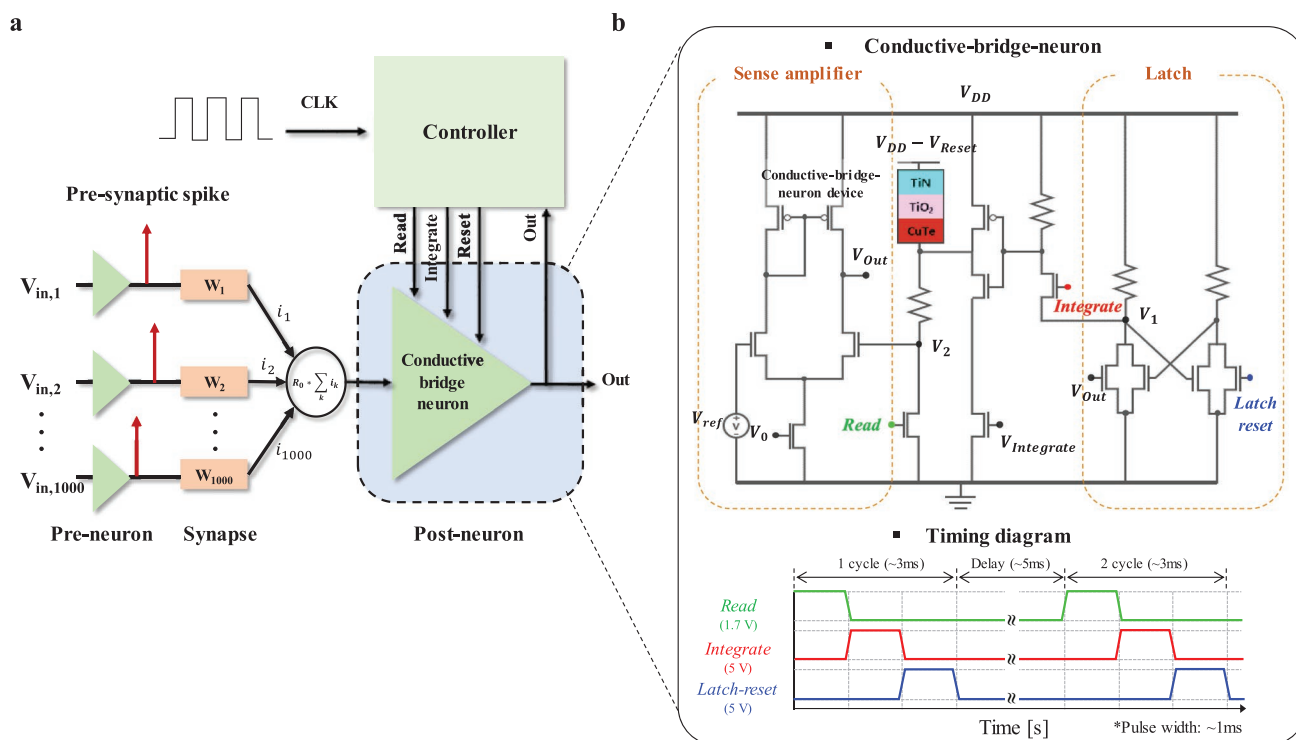 a
CLK
Controller
Pre-synaptic spike
Read
Integrate
Reset
Out
V_in,1
W_1
i_1
V_in,2
W_2
i_2
R_0 * ∑_k i_k
Conductive
bridge
neuron
Out
V_in,1000
W_1000
i_1000
Pre-neuron
Synapse
Post-neuron
b
▪ Conductive-bridge-neuron
Sense amplifier
Latch
V_DD
V_DD − V_Reset
Conductive-bridge-
neuron device
TiN
TiO₂
CuTe
V_Out
Integrate
V_1
V_2
V_Out
V_ref
V
V_0
Read
V_Integrate
Latch
reset
▪ Timing diagram
1 cycle (~3ms)
Delay (~5ms)
2 cycle (~3ms)
Read
(1.7 V)
Integrate
(5 V)
Latch-reset
(5 V)
Time [s]
*Pulse width: ~1ms